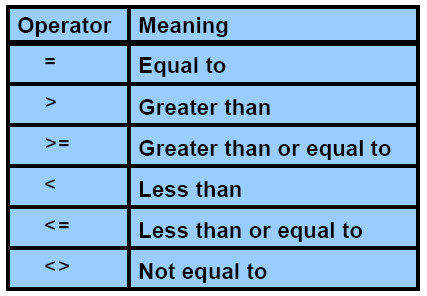 Operator Meaning
= Equal to
> Greater than
>= Greater than or equal to
< Less than
<= Less than or equal to
<> Not equal to